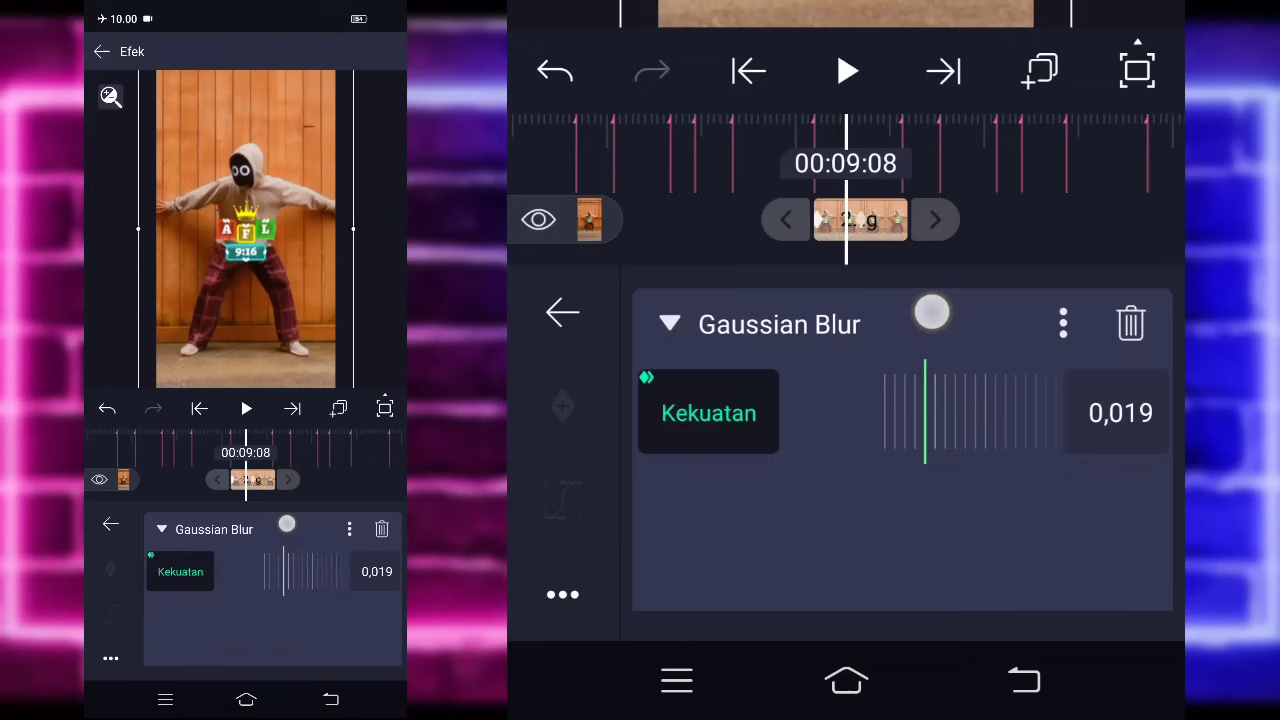 10.00
54
Efek
A F L
9:16
00:09:08
Gaussian Blur
Kekuatan
0,019
00:09:08
Gaussian Blur
Kekuatan
0,019